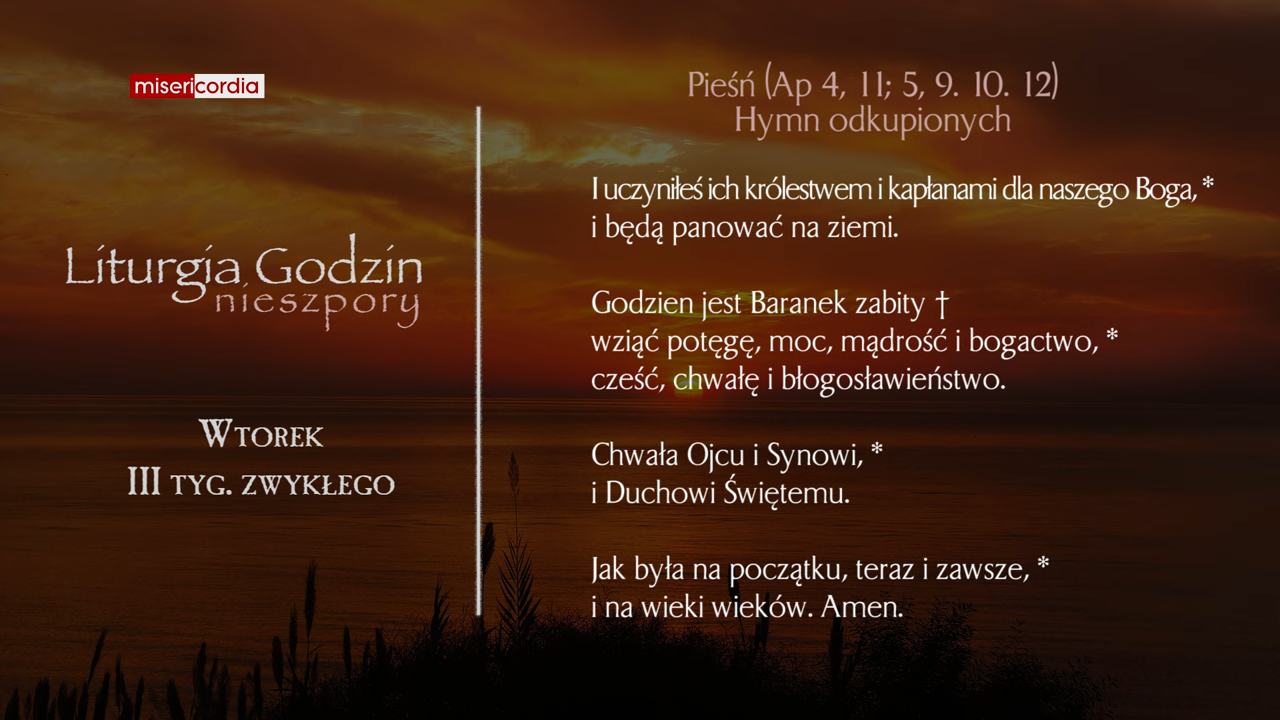 misericordia
Liturgia Godzin
nieszpory
Wtorek
III tyg. zwykłego
Pieśń (Ap 4, 11; 5, 9. 10. 12)
Hymn odkupionych
I uczyniłeś ich królestwem i kapłanami dla naszego Boga, *
i będą panować na ziemi.
Godzien jest Baranek zabity †
wziąć potęgę, moc, mądrość i bogactwo, *
cześć, chwałę i błogosławieństwo.
Chwała Ojcu i Synowi, *
i Duchowi Świętemu.
Jak była na początku, teraz i zawsze, *
i na wieki wieków. Amen.